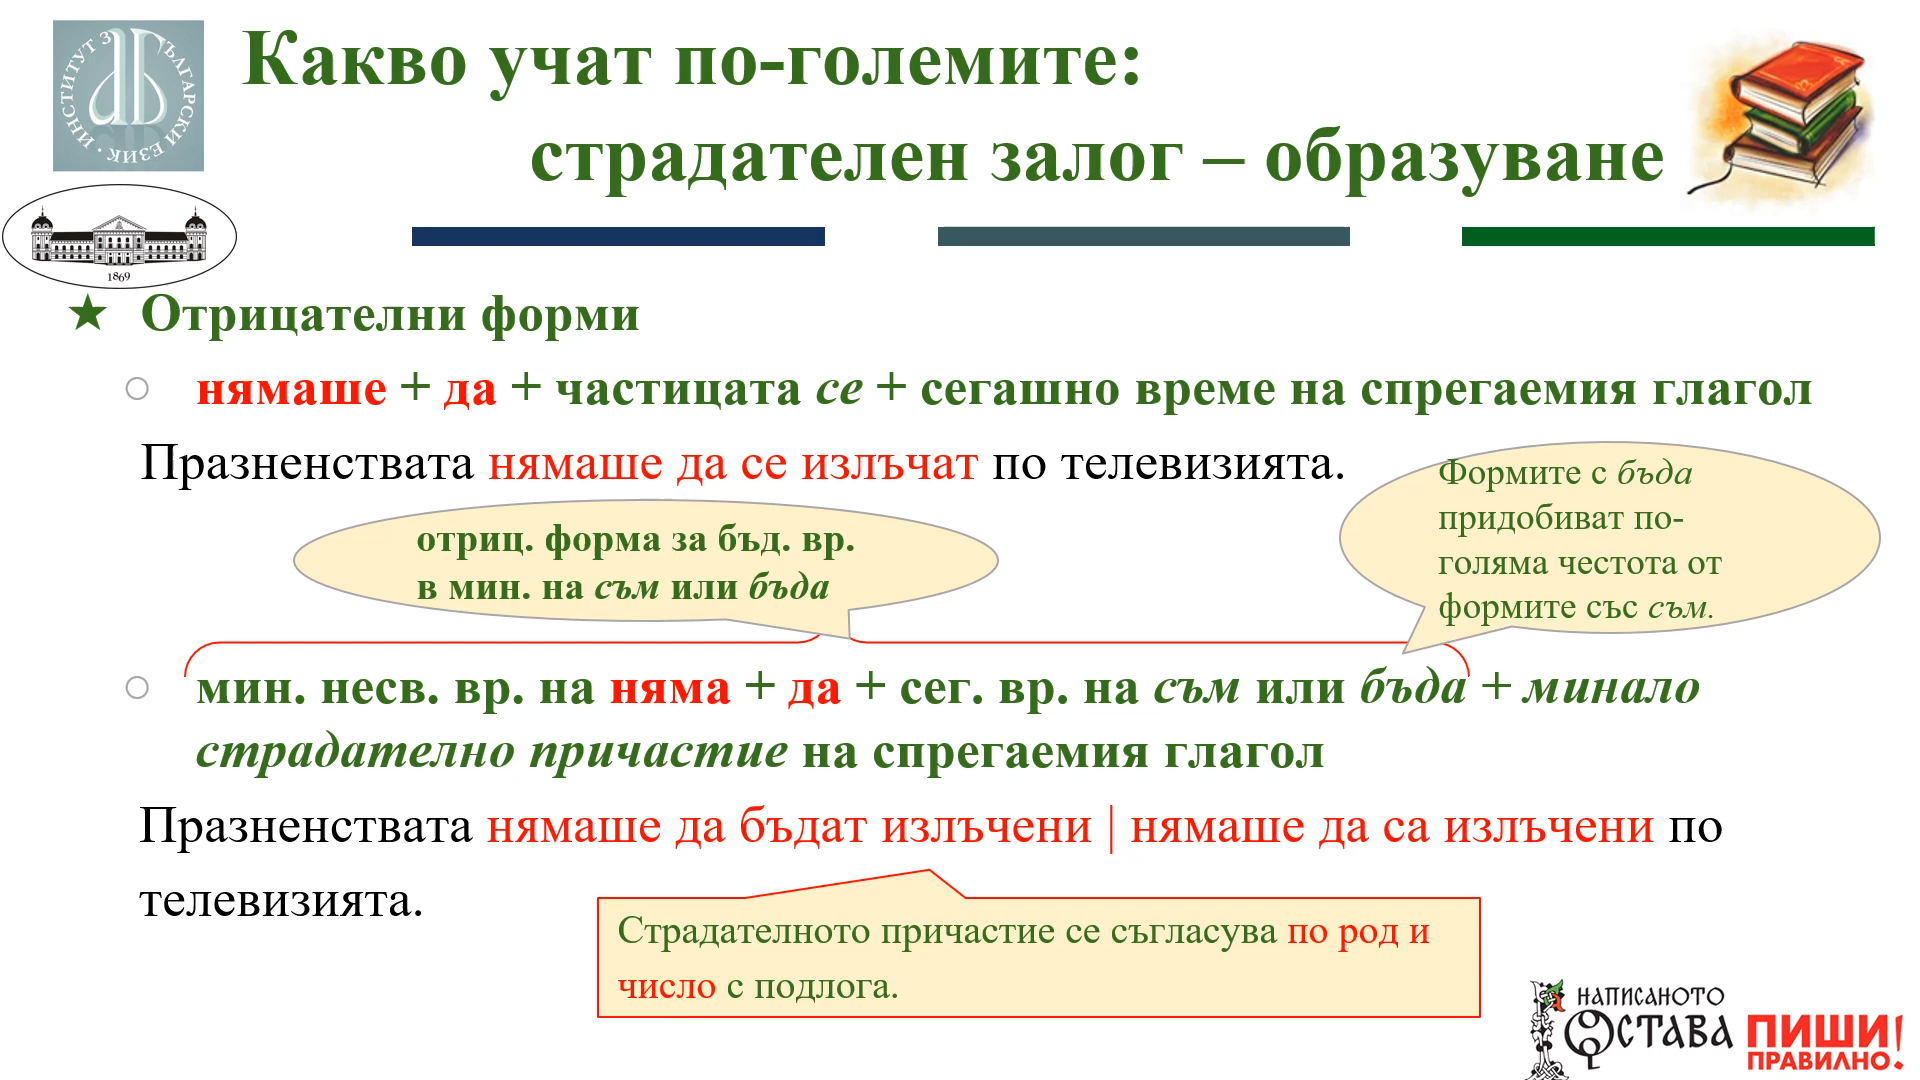 ИНСТИТУТ ЗА БЪЛГАРСКИ ЕЗИК
1869
Какво учат по-големите:
страдателен залог – образуване
★ Отрицателни форми
○ нямаше + да + частицата се + сегашно време на спрегаемия глагол
Празненствата нямаше да се излъчат по телевизията.
Формите с бъда
придобиват по-
голяма честота от
формите със съм.
отриц. форма за бъд. вр.
в мин. на съм или бъда
○ мин. несв. вр. на няма + да + сег. вр. на съм или бъда + минало
страдателно причастие на спрегаемия глагол
Празненствата нямаше да бъдат излъчени | нямаше да са излъчени по
телевизията.
Страдателното причастие се съгласува по род и
число с подлога.
НАПИСАНОТО
ОСТАВА
ПИШИ
ПРАВИЛНО!